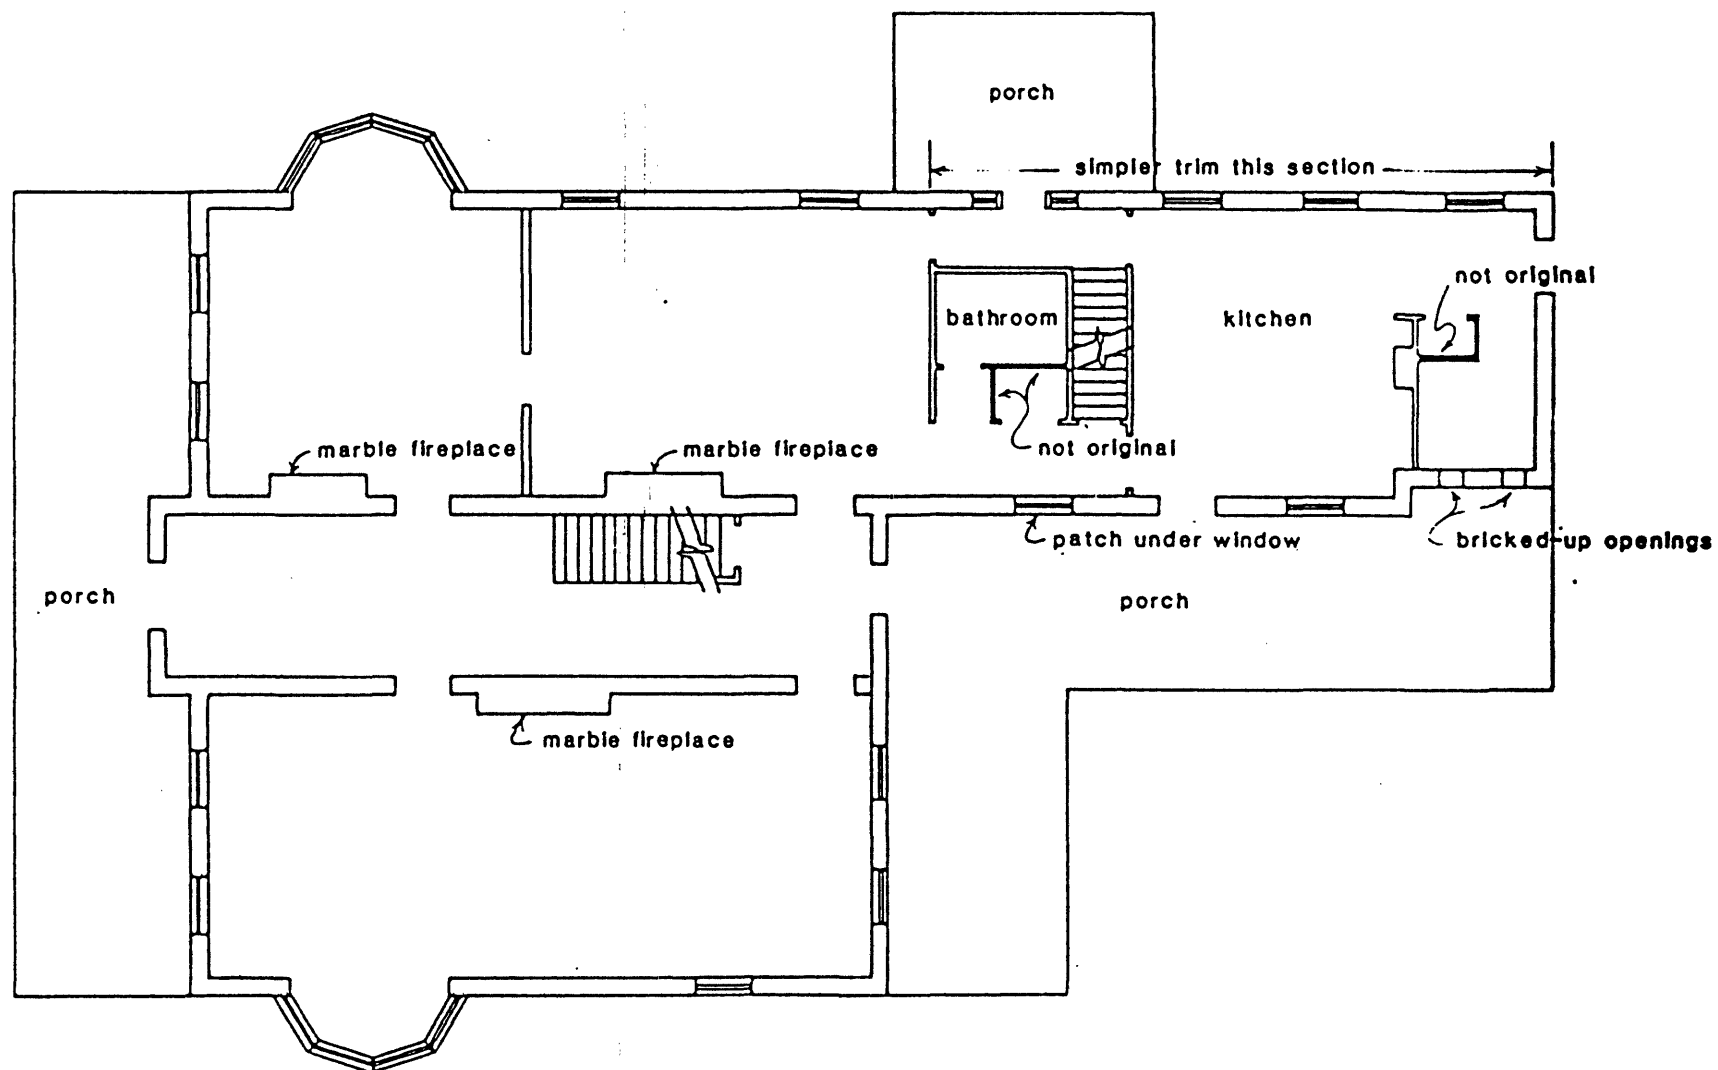 porch
simpler trim this section
not original
bathroom
kitchen
marble fireplace
marble fireplace
not original
patch under window
bricked-up openings
porch
porch
marble fireplace